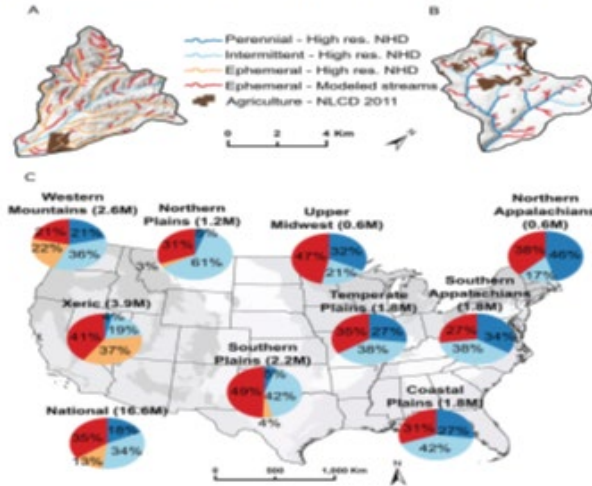 A
B
Perennial - High res. NHD
Intermittent - High res. NHD
Ephemeral - High res. NHD
Ephemeral - Modeled streams
Agriculture - NLCD 2011
0 2 4 Km
C
Western
Mountains (2.6M)
21% 21%
22% 36%
Northern
Plains (1.2M)
31%
61%
3%
Upper
Midwest (0.6M)
47% 32%
21%
Northern
Appalachians
(0.6M)
38% 46%
17%
Xeric (3.9M)
4%
41% 19%
37%
Temperate
Plains (1.8M)
35% 27%
38%
Southern
Appalachians
(1.8M)
27% 34%
38%
Southern
Plains (2.2M)
49% 42%
4%
National (16.6M)
35% 18%
13% 34%
Coastal
Plains (1.8M)
31% 27%
42%
0 500 1,000 Km
N